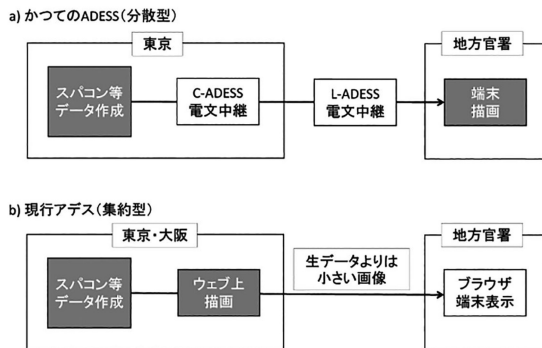 a) かつてのADESS（分散型）
東京
地方官署
スパコン等
データ作成
C-ADESS
電文中継
L-ADESS
電文中継
端末
描画
b) 現行アデス（集約型）
東京・大阪
地方官署
スパコン等
データ作成
ウェブ上
描画
生データよりは
小さい画像
ブラウザ
端末表示